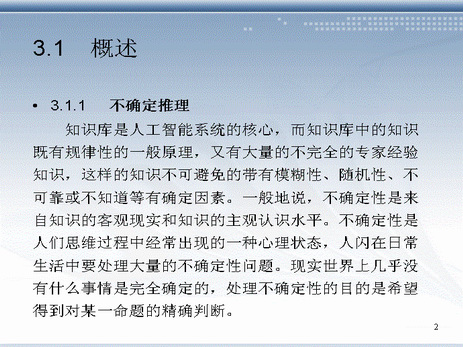 3.1 概述
• 3.1.1 不确定推理
知识库是人工智能系统的核心，而知识库中的知识
既有规律性的一般原理，又有大量的不完全的专家经验
知识，这样的知识不可避免的带有模糊性、随机性、不
可靠或不知道等有确定因素。一般地说，不确定性是来
自知识的客观现实和知识的主观认识水平。不确定性是
人们思维过程中经常出现的一种心理状态，人闪在日常
生活中要处理大量的不确定性问题。现实世界上几乎没
有什么事情是完全确定的，处理不确定性的目的是希望
得到对某一命题的精确判断。
2